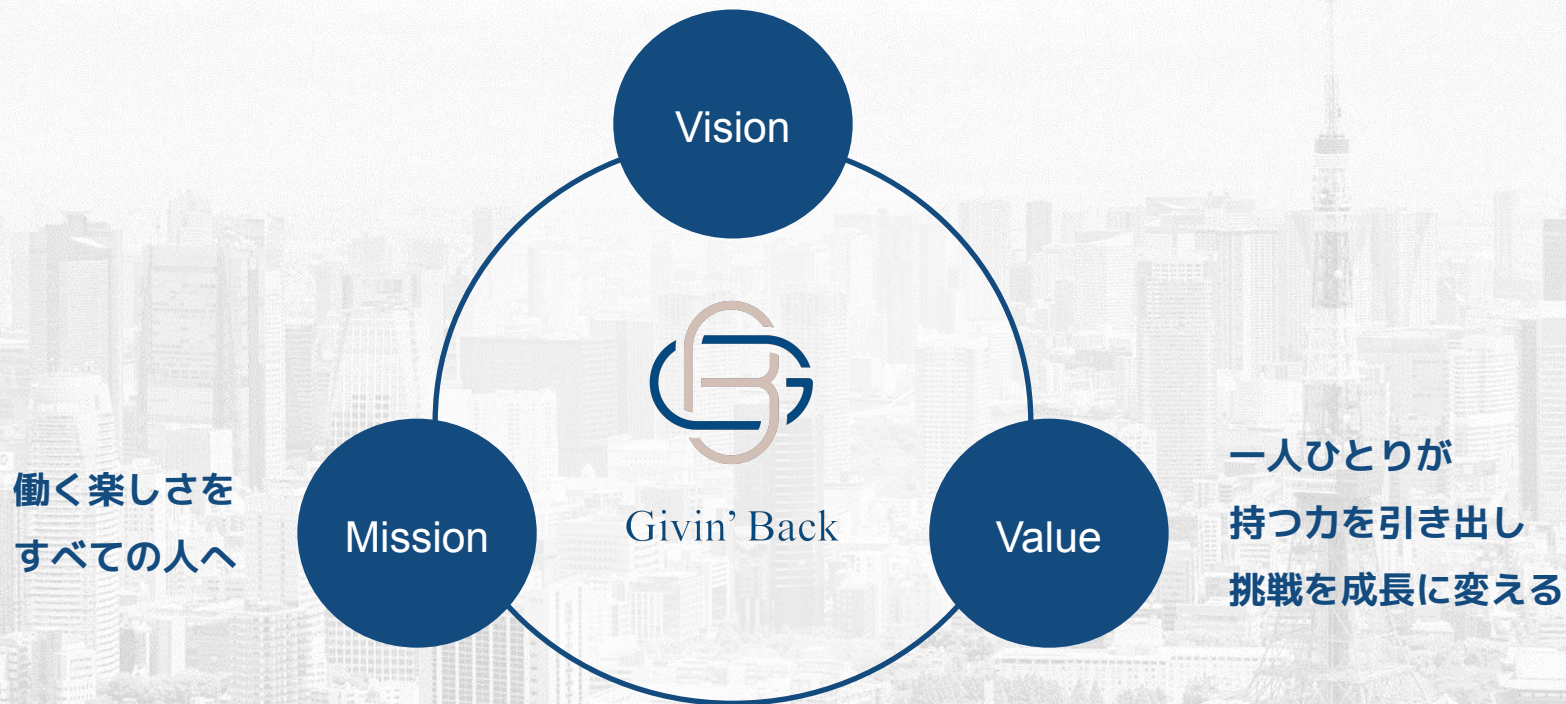 Vision
働く楽しさを
すべての人へ
Mission
Givin' Back
Value
一人ひとりが
持つ力を引き出し
挑戦を成長に変える